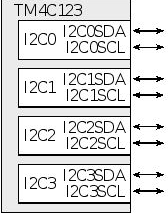 TM4C123
I2C0 I2C0SDA
I2C0SCL
I2C1 I2C1SDA
I2C1SCL
I2C2 I2C2SDA
I2C2SCL
I2C3 I2C3SDA
I2C3SCL